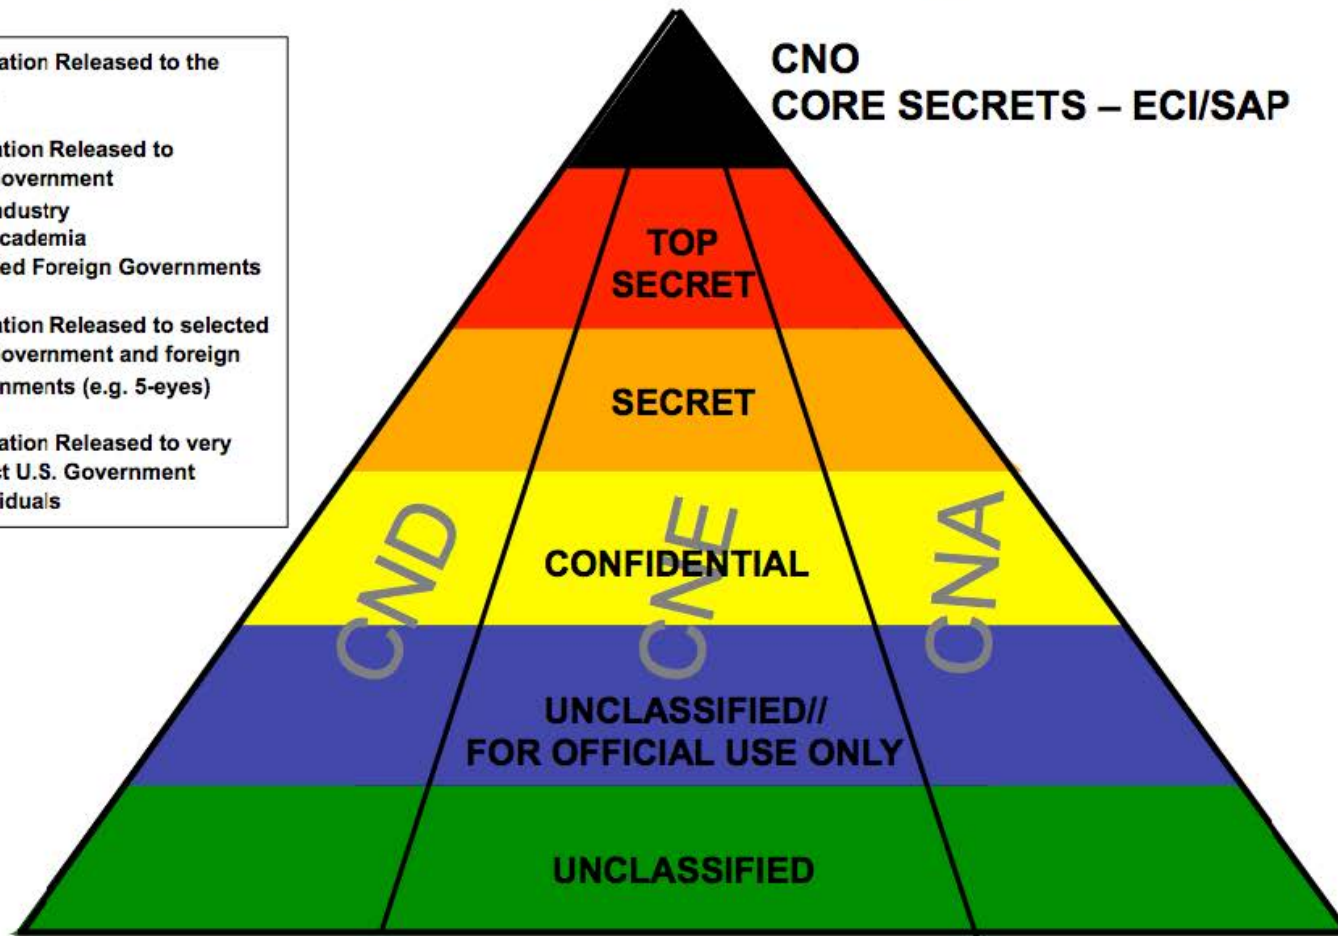 ation Released to the
ation Released to
overnment
ndustry
cademia
ed Foreign Governments
ation Released to selected
overnment and foreign
nments (e.g. 5-eyes)
ation Released to very
ct U.S. Government
iduals
CNO
CORE SECRETS – ECI/SAP
TOP
SECRET
SECRET
CONFIDENTIAL
CND
CNE
CNA
UNCLASSIFIED//
FOR OFFICIAL USE ONLY
UNCLASSIFIED